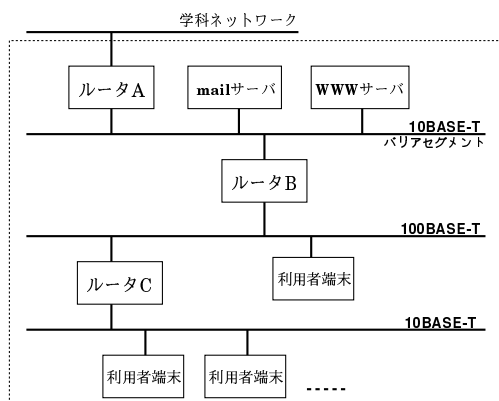 学科ネットワーク
ルータA
mailサーバ
WWWサーバ
10BASE-T
バリアセグメント
ルータB
100BASE-T
ルータC
利用者端末
10BASE-T
利用者端末
利用者端末